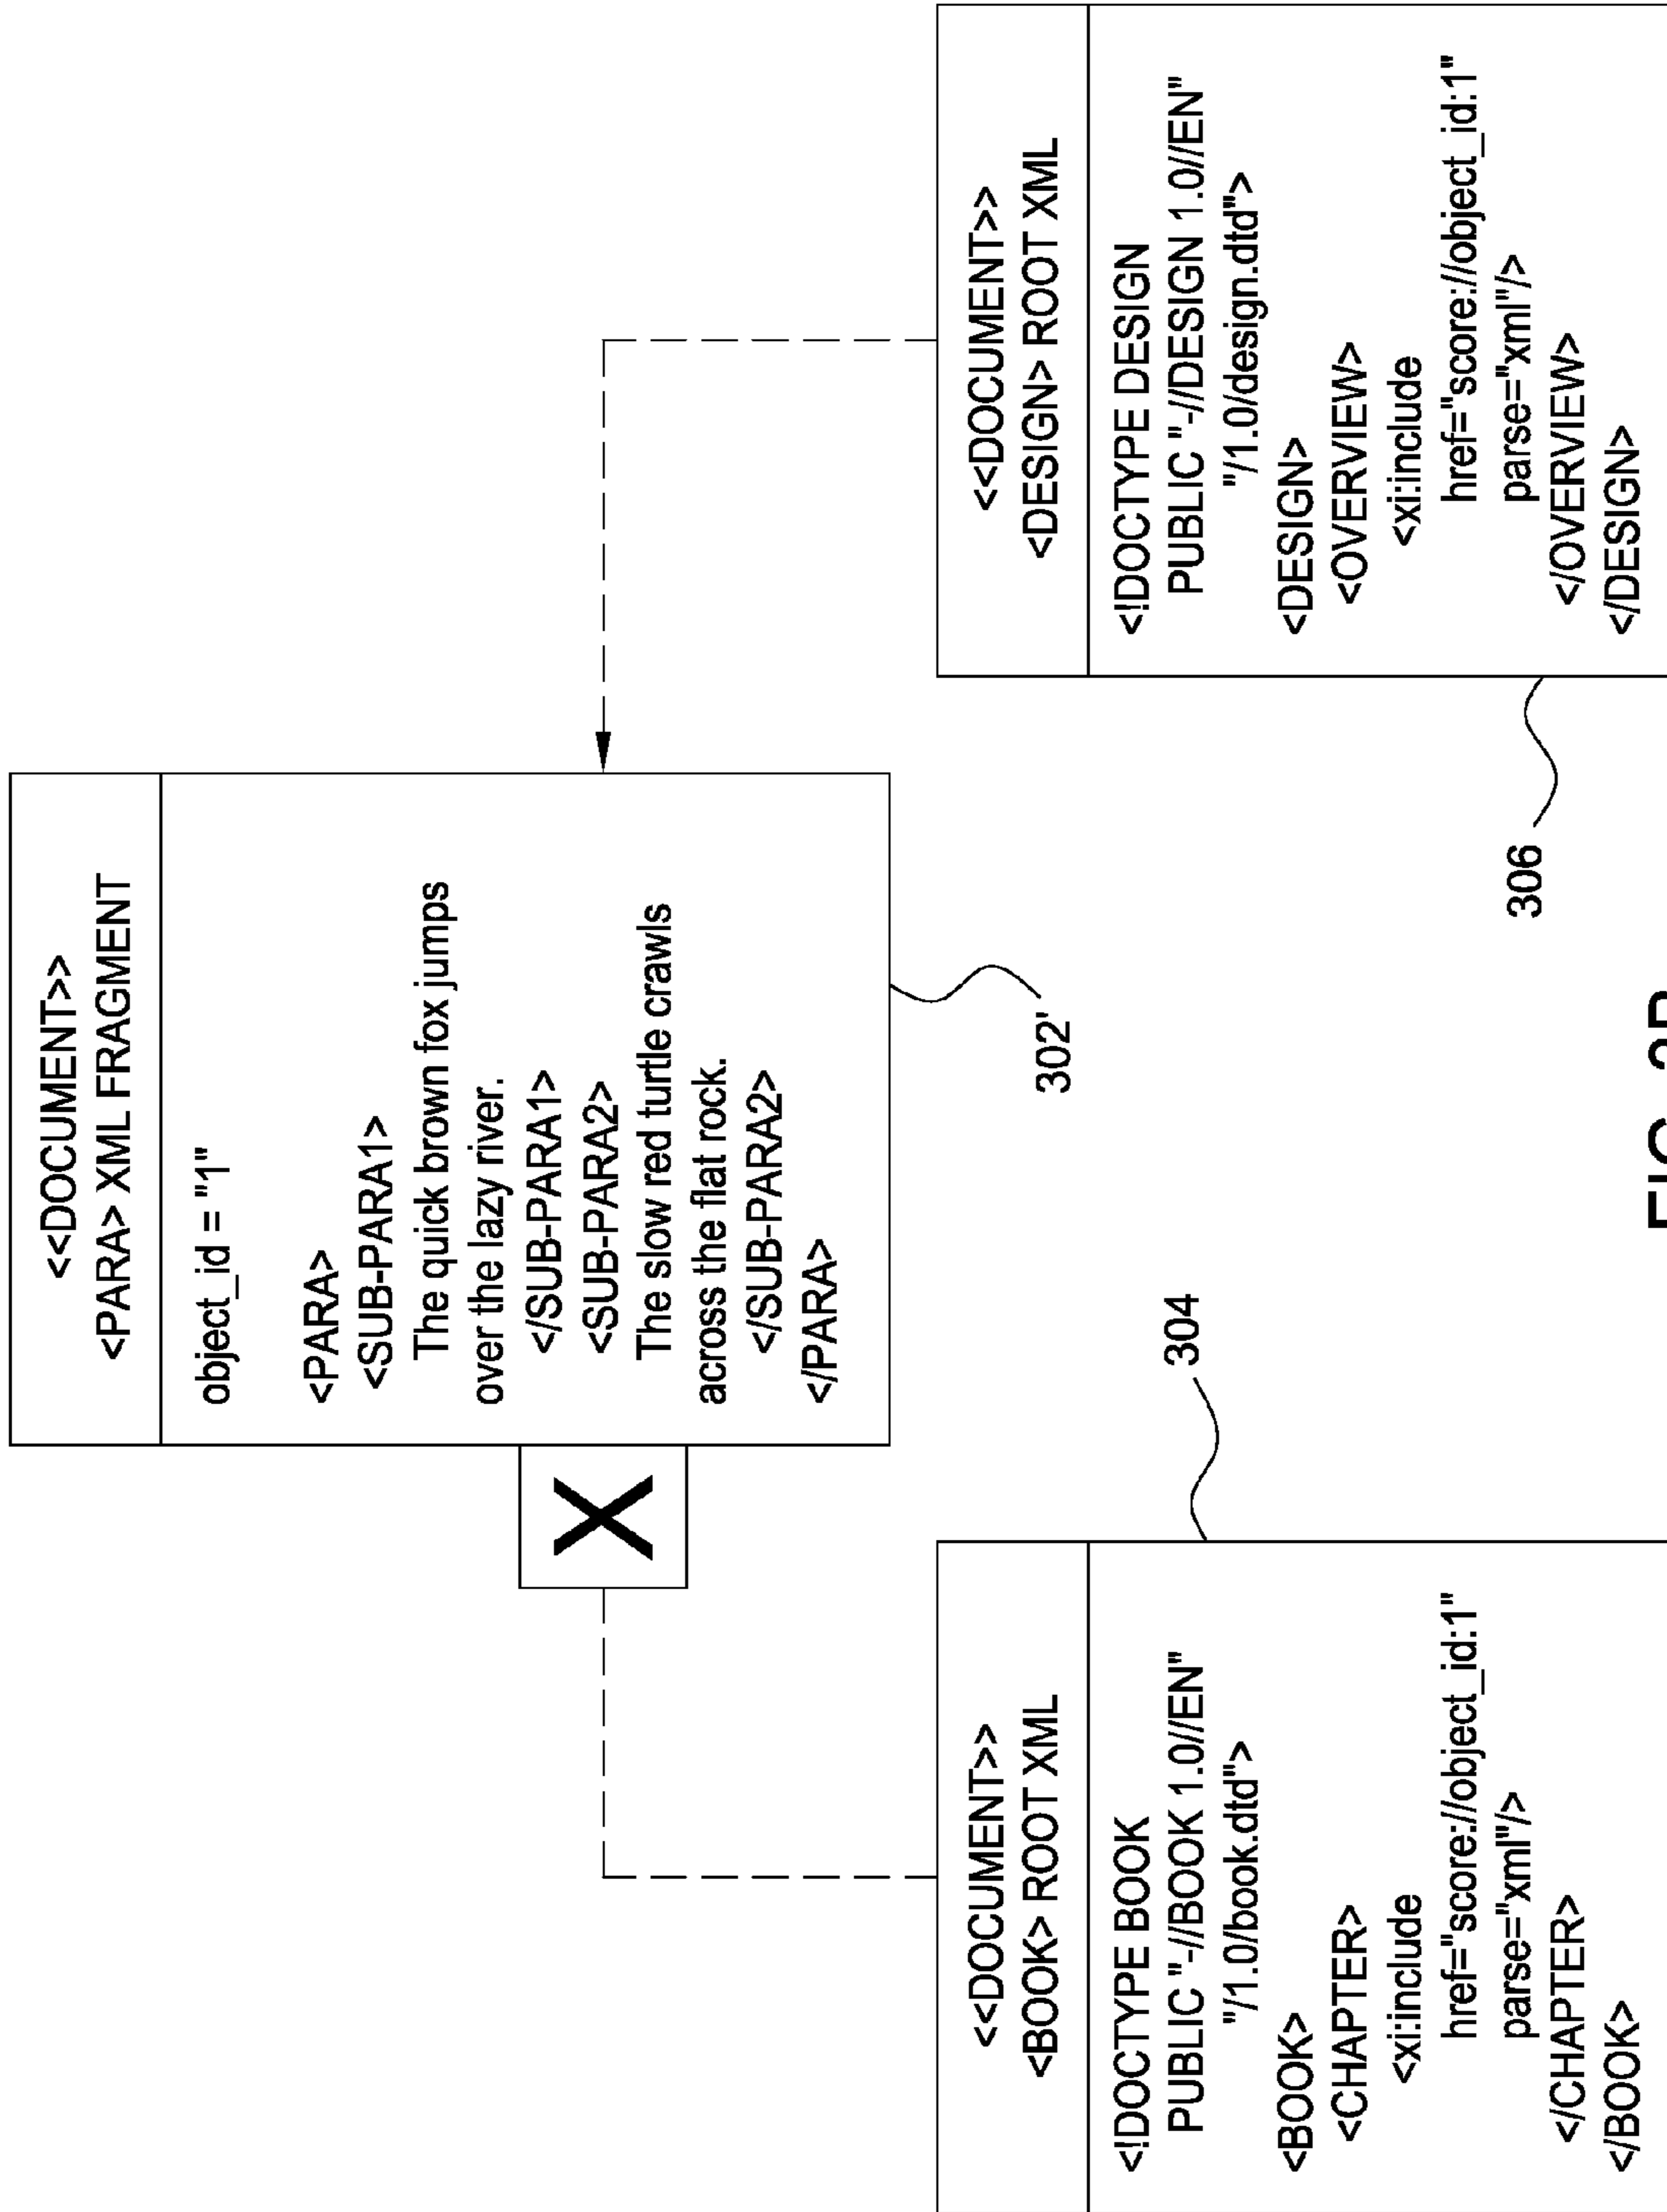 <<DOCUMENT>>
<PARA> XML FRAGMENT
object_id = "1"
<PARA>
<SUB-PARA1>
The quick brown fox jumps
over the lazy river.
</SUB-PARA1>
<SUB-PARA2>
The slow red turtle crawls
across the flat rock.
</SUB-PARA2>
</PARA>
X
302'
<<DOCUMENT>>
<BOOK> ROOT XML
<!DOCTYPE BOOK
PUBLIC "-//BOOK 1.0//EN"
"/1.0/book.dtd">
<BOOK>
<CHAPTER>
<xi:include
href="score://object_id:1"
parse="xml"/>
</CHAPTER>
</BOOK>
304
<<DOCUMENT>>
<DESIGN> ROOT XML
<!DOCTYPE DESIGN
PUBLIC "-//DESIGN 1.0//EN"
"/1.0/design.dtd">
<DESIGN>
<OVERVIEW>
<xi:include
href="score://object_id:1"
parse="xml"/>
</OVERVIEW>
</DESIGN>
306